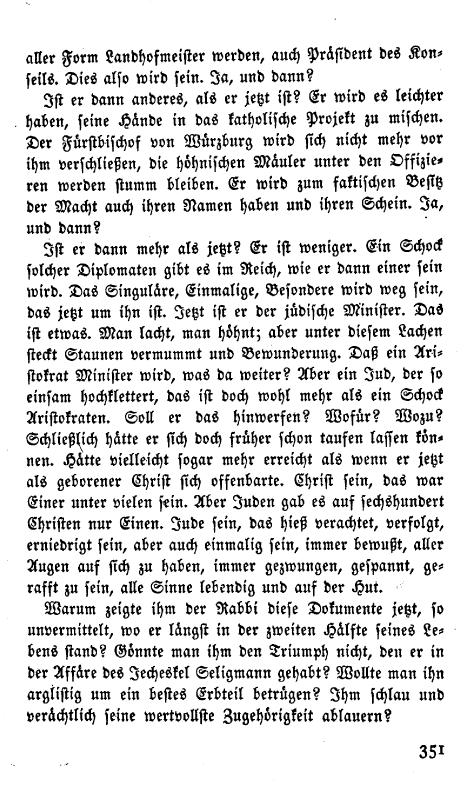 aller Form Landhofmeister werden, auch Präsident des Kon-
seils. Dies also wird sein. Ja, und dann?
Ist er dann anderes, als er jetzt ist? Er wird es leichter
haben, seine Hände in das katholische Projekt zu mischen.
Der Fürstbischof von Würzburg wird sich nicht mehr vor
ihm verschließen, die höhnischen Mäuler unter den Offizie-
ren werden stumm bleiben. Er wird zum faktischen Besitz
der Macht auch ihren Namen haben und ihren Schein. Ja,
und dann?
Ist er dann mehr als jetzt? Er ist weniger. Ein Schock
solcher Diplomaten gibt es im Reich, wie er dann einer sein
wird. Das Singuläre, Einmalige, Besondere wird weg sein,
das jetzt um ihn ist. Jetzt ist er der jüdische Minister. Das
ist etwas. Man lacht, man höhnt; aber unter diesem Lachen
steckt Staunen vermummt und Bewunderung. Daß ein Ari-
stokrat Minister wird, was da weiter? Aber ein Jud, der so
einsam hochklettert, das ist doch wohl mehr als ein Schock
Aristokraten. Soll er das hinwerfen? Wofür? Wozu?
Schließlich hätte er sich doch früher schon taufen lassen kön-
nen. Hätte vielleicht sogar mehr erreicht als wenn er jetzt
als geborener Christ sich offenbarte. Christ sein, das war
Einer unter vielen sein. Aber Juden gab es auf sechshundert
Christen nur Einen. Jude sein, das hieß verachtet, verfolgt,
erniedrigt sein, aber auch einmalig sein, immer bewußt, aller
Augen auf sich zu haben, immer gezwungen, gespannt, ge-
rafft zu sein, alle Sinne lebendig und auf der Hut.
Warum zeigte ihm der Rabbi diese Dokumente jetzt, so
unvermittelt, wo er längst in der zweiten Hälfte seines Le-
bens stand? Gönnte man ihm den Triumph nicht, den er in
der Affäre des Jecheskel Seligmann gehabt? Wollte man ihn
arglistig um ein bestes Erbteil betrügen? Ihm schlau und
verächtlich seine wertvollste Zugehörigkeit ablauern?
351